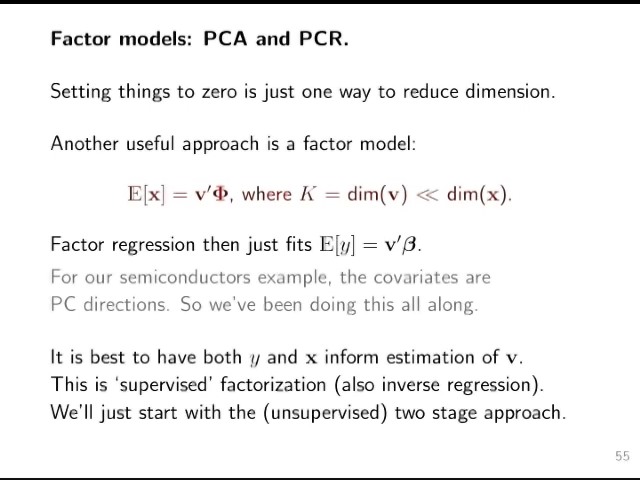 Factor models: PCA and PCR.
Setting things to zero is just one way to reduce dimension.
Another useful approach is a factor model:
𝔼[x] = v′Φ, where K = dim(v) ≪ dim(x).
Factor regression then just fits 𝔼[y] = v′β.
For our semiconductors example, the covariates are
PC directions. So we've been doing this all along.
It is best to have both y and x inform estimation of v.
This is ‘supervised’ factorization (also inverse regression).
We'll just start with the (unsupervised) two stage approach.
55